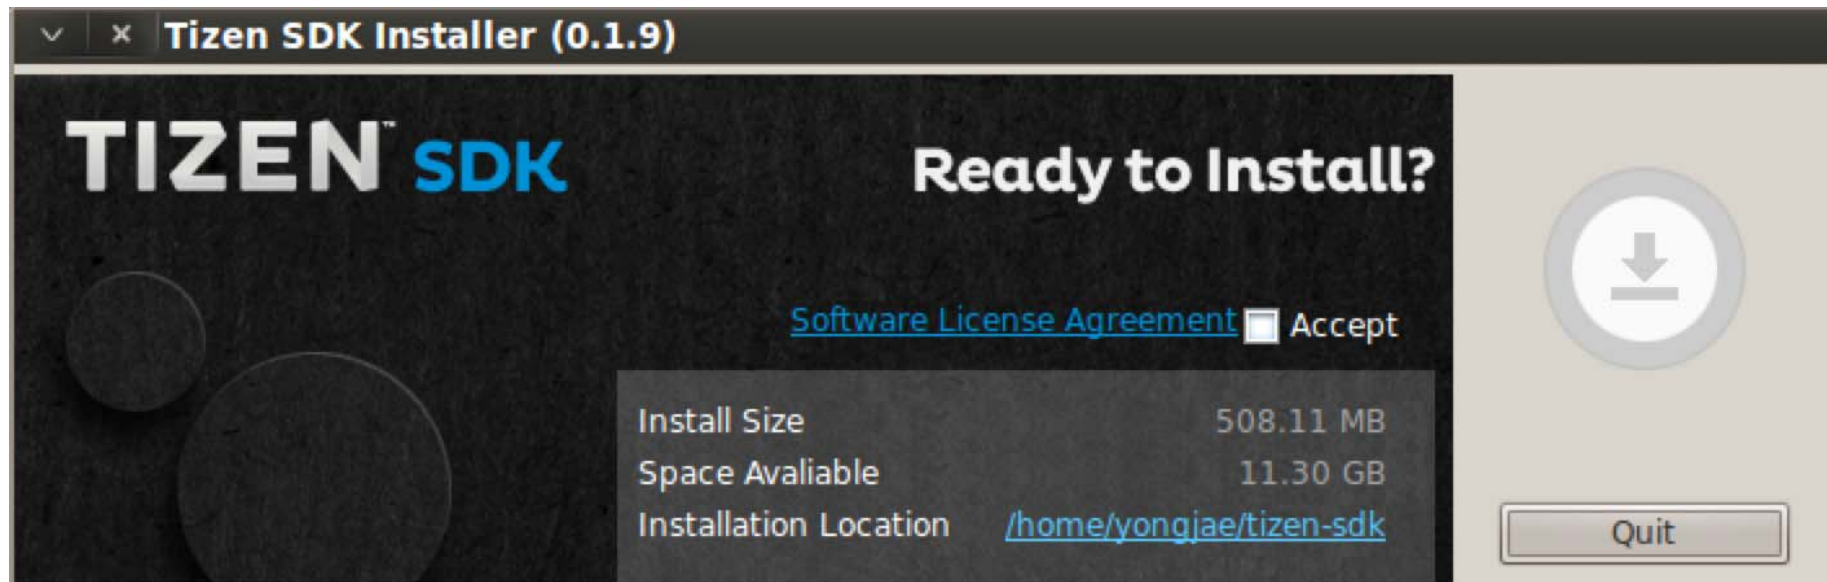 Tizen SDK Installer (0.1.9)
TIZEN™ SDK
Ready to Install?
Software License Agreement Accept
Install Size 508.11 MB
Space Avaliable 11.30 GB
Installation Location /home/yongjae/tizen-sdk
Quit